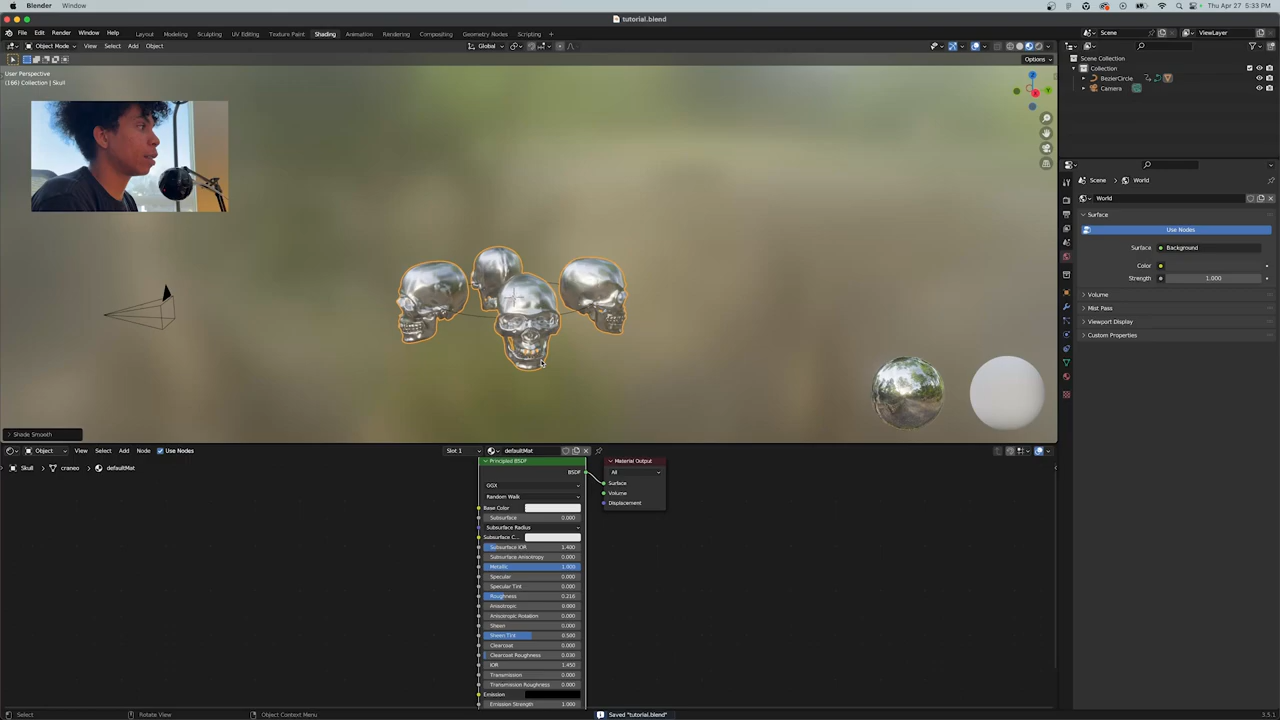 Blender Window Help
Thu Apr 27 5:33 PM
tutorial.blend
File Edit Render Window Help
Layout Modeling Sculpting UV Editing Texture Paint Shading Animation Rendering Compositing Geometry Nodes Scripting
Scene
ViewLayer
Object Mode View Select Add Object
Global
Options
User Perspective
(166) Collection | Skull
Scene Collection
Collection
BezierCircle
Camera
Scene World
World
Surface
Use Nodes
Surface Background
Color
Strength 1.000
Volume
Mist Pass
Viewport Display
Custom Properties
Shade Smooth
Object View Select Add Node Use Nodes
Slot 1
defaultMat
Skull craneo defaultMat
Principled BSDF
BSDF
GGX
Random Walk
Base Color
Subsurface 0.000
Subsurface Radius
Subsurface C...
Subsurface IOR 1.400
Subsurface Anisotropy 0.000
Metallic 1.000
Specular 0.000
Specular Tint 0.000
Roughness 0.216
Anisotropic 0.000
Anisotropic Rotation 0.000
Sheen 0.000
Sheen Tint 0.500
Clearcoat 0.000
Clearcoat Roughness 0.030
IOR 1.450
Transmission 0.000
Transmission Roughness 0.000
Emission
Emission Strength 1.000
Material Output
All
Surface
Volume
Displacement
Select
Rotate View
Object Context Menu
Saved "tutorial.blend"
3.5.1